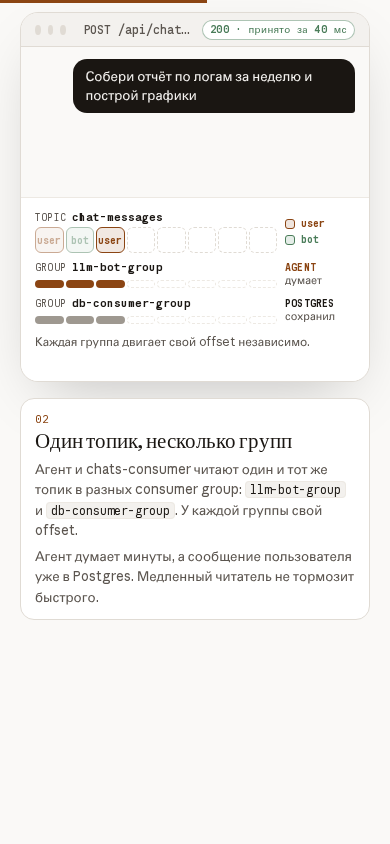 POST /api/chat… 200 · принято за 40 мс
Собери отчёт по логам за неделю и
построй графики
TOPIC chat-messages
user bot user
user
bot
GROUP llm-bot-group
AGENT
думает
GROUP db-consumer-group
POSTGRES
сохранил
Каждая группа двигает свой offset независимо.
02
Один топик, несколько групп
Агент и chats-consumer читают один и тот же
топик в разных consumer group: llm-bot-group
и db-consumer-group. У каждой группы свой
offset.
Агент думает минуты, а сообщение пользователя
уже в Postgres. Медленный читатель не тормозит
быстрого.